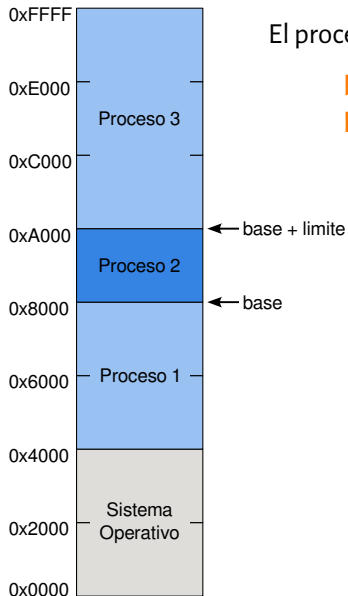 0xFFFF
El proce
0xE000
Proceso 3
0xC000
0xA000
base + limite
Proceso 2
0x8000
base
0x6000
Proceso 1
0x4000
Sistema
Operativo
0x2000
0x0000